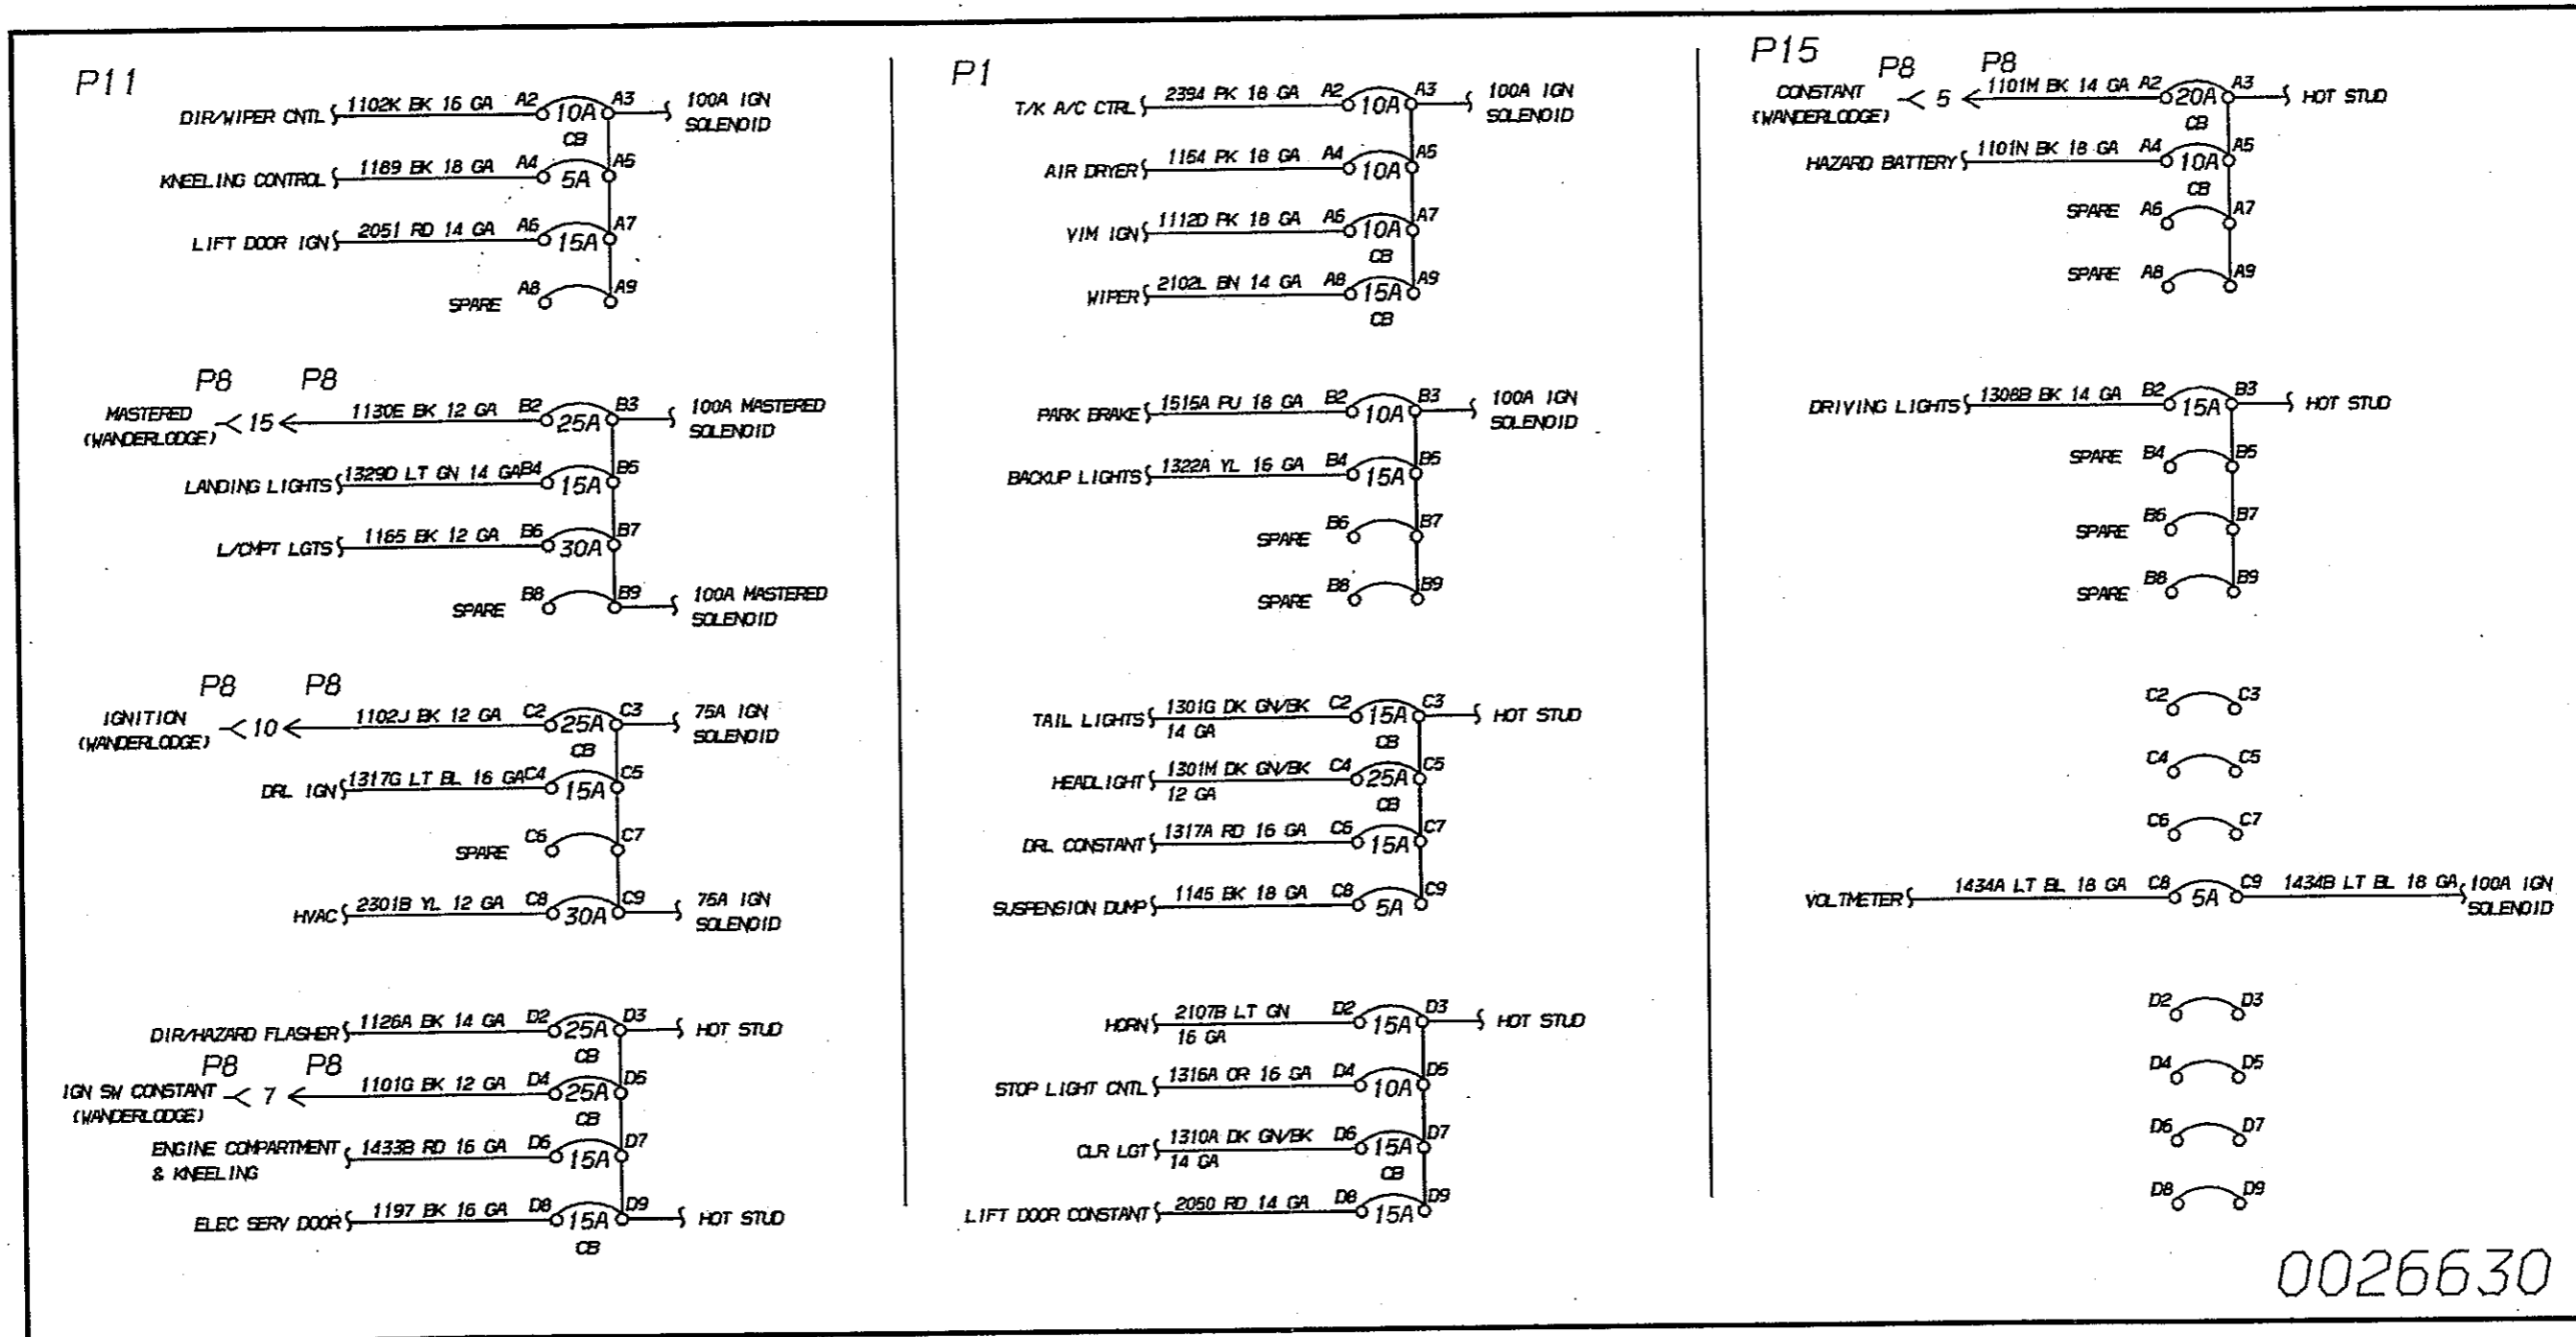 P11
DIR/WIPER CNTL 1102K BK 16 GA A2 10A A3 100A IGN
SOLENOID
CB
KNEELING CONTROL 1189 BK 18 GA A4 5A A5
LIFT DOOR IGN 2051 RD 14 GA A6 15A A7
SPARE A8 A9
P8 P8
MASTERED
(WANDERLODGE) 15 1130E BK 12 GA B2 25A B3 100A MASTERED
SOLENOID
LANDING LIGHTS 1329D LT GN 14 GA B4 15A B5
L/CMPT LGTS 1165 BK 12 GA B6 30A B7
SPARE B8 B9 100A MASTERED
SOLENOID
P8 P8
IGNITION
(WANDERLODGE) 10 1102J BK 12 GA C2 25A C3 75A IGN
SOLENOID
CB
DRL IGN 1317G LT BL 16 GA C4 15A C5
SPARE C6 C7
HVAC 2301B YL 12 GA C8 30A C9 75A IGN
SOLENOID
DIR/HAZARD FLASHER 1126A BK 14 GA D2 25A D3 HOT STUD
CB
P8 P8
IGN SW CONSTANT
(WANDERLODGE) 7 1101G BK 12 GA D4 25A D5
CB
ENGINE COMPARTMENT
& KNEELING 1433B RD 16 GA D6 15A D7
ELEC SERV DOOR 1197 BK 16 GA D8 15A D9 HOT STUD
CB
P1
T/K A/C CTRL 2394 PK 18 GA A2 10A A3 100A IGN
SOLENOID
AIR DRYER 1154 PK 18 GA A4 10A A5
VIM IGN 1112D PK 18 GA A6 10A A7
CB
WIPER 2102L BN 14 GA A8 15A A9
CB
PARK BRAKE 1515A PU 18 GA B2 10A B3 100A IGN
SOLENOID
BACKUP LIGHTS 1322A YL 16 GA B4 15A B5
SPARE B6 B7
SPARE B8 B9
TAIL LIGHTS 1301G DK GN/BK C2 15A C3 HOT STUD
14 GA
CB
HEADLIGHT 1301M DK GN/BK C4 25A C5
12 GA
CB
DRL CONSTANT 1317A RD 16 GA C6 15A C7
SUSPENSION DUMP 1145 BK 18 GA C8 5A C9
HORN 2107B LT GN D2 15A D3 HOT STUD
16 GA
STOP LIGHT CNTL 1316A OR 16 GA D4 10A D5
CLR LGT 1310A DK GN/BK D6 15A D7
14 GA
CB
LIFT DOOR CONSTANT 2050 RD 14 GA D8 15A D9
P15
P8 P8
CONSTANT
(WANDERLODGE) 5 1101M BK 14 GA A2 20A A3 HOT STUD
CB
HAZARD BATTERY 1101N BK 18 GA A4 10A A5
CB
SPARE A6 A7
SPARE A8 A9
DRIVING LIGHTS 1308B BK 14 GA B2 15A B3 HOT STUD
SPARE B4 B5
SPARE B6 B7
SPARE B8 B9
C2 C3
C4 C5
C6 C7
VOLTMETER 1434A LT BL 18 GA C8 5A C9 1434B LT BL 18 GA 100A IGN
SOLENOID
D2 D3
D4 D5
D6 D7
D8 D9
0026630